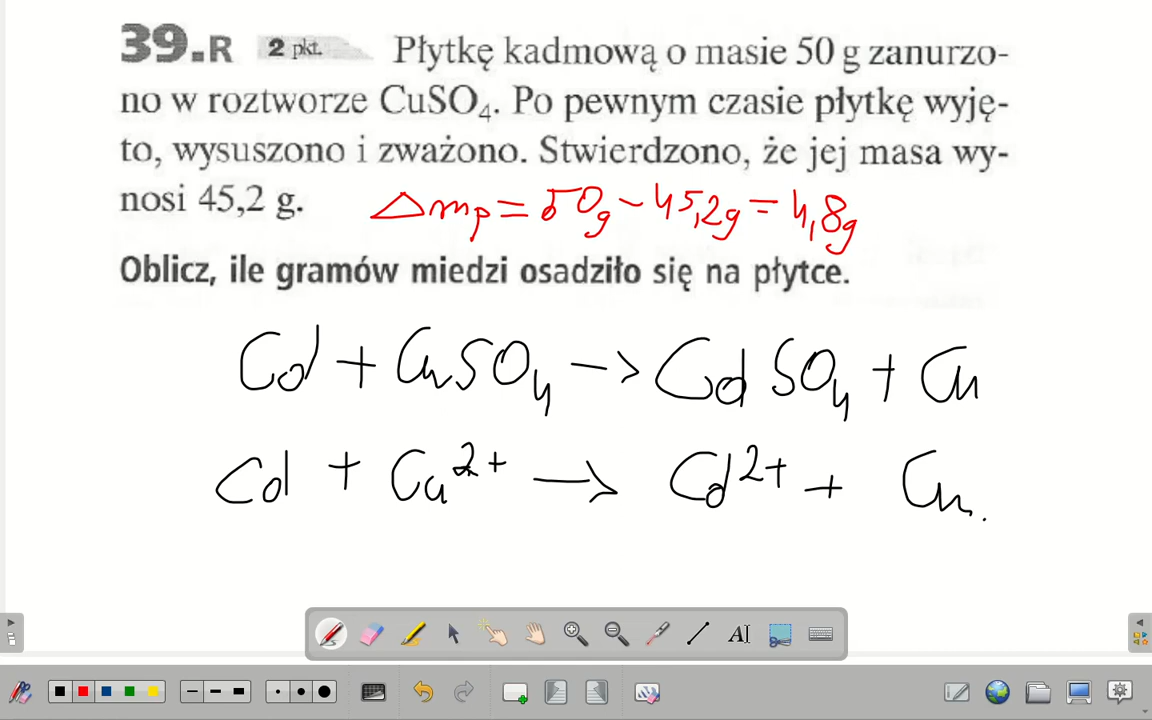 39.R 2 pkt. Płytkę kadmową o masie 50 g zanurzo-
no w roztworze CuSO₄. Po pewnym czasie płytkę wyję-
to, wysuszono i zważono. Stwierdzono, że jej masa wy-
nosi 45,2 g. Δmp = 50g - 45,2g = 4,8g
Oblicz, ile gramów miedzi osadziło się na płytce.
Cd + CuSO₄ → CdSO₄ + Cu
Cd + Cu²⁺ → Cd²⁺ + Cu.
AI